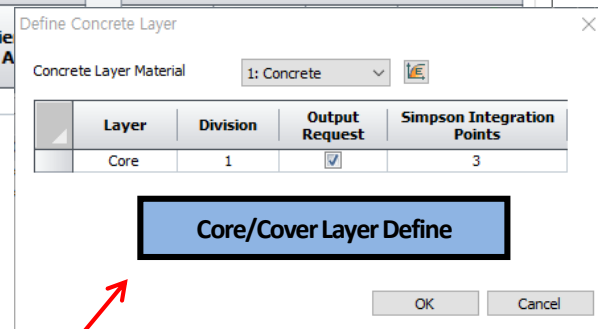 Define Concrete Layer
Concrete Layer Material 1: Concrete
Layer Division Output Request Simpson Integration Points
Core 1 3
Core/Cover Layer Define
OK Cancel